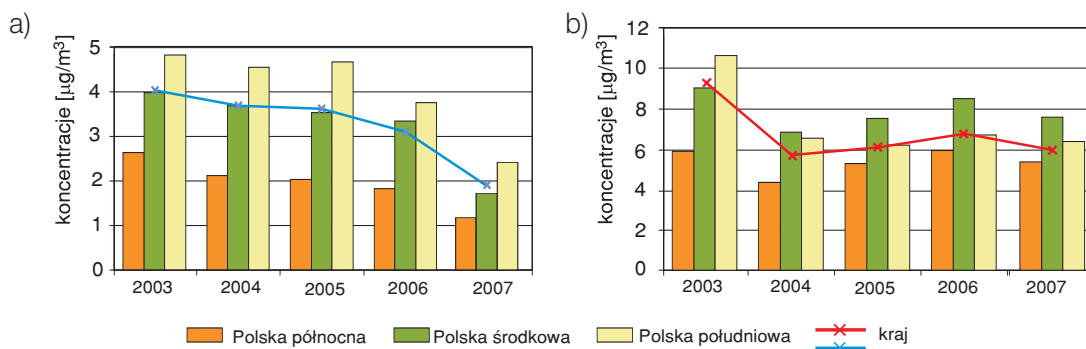 a)
koncentracje [µg/m³]
5
4
3
2
1
0
2003 2004 2005 2006 2007
b)
koncentracje [µg/m³]
12
10
8
6
4
2
0
2003 2004 2005 2006 2007
Polska północna Polska środkowa Polska południowa kraj